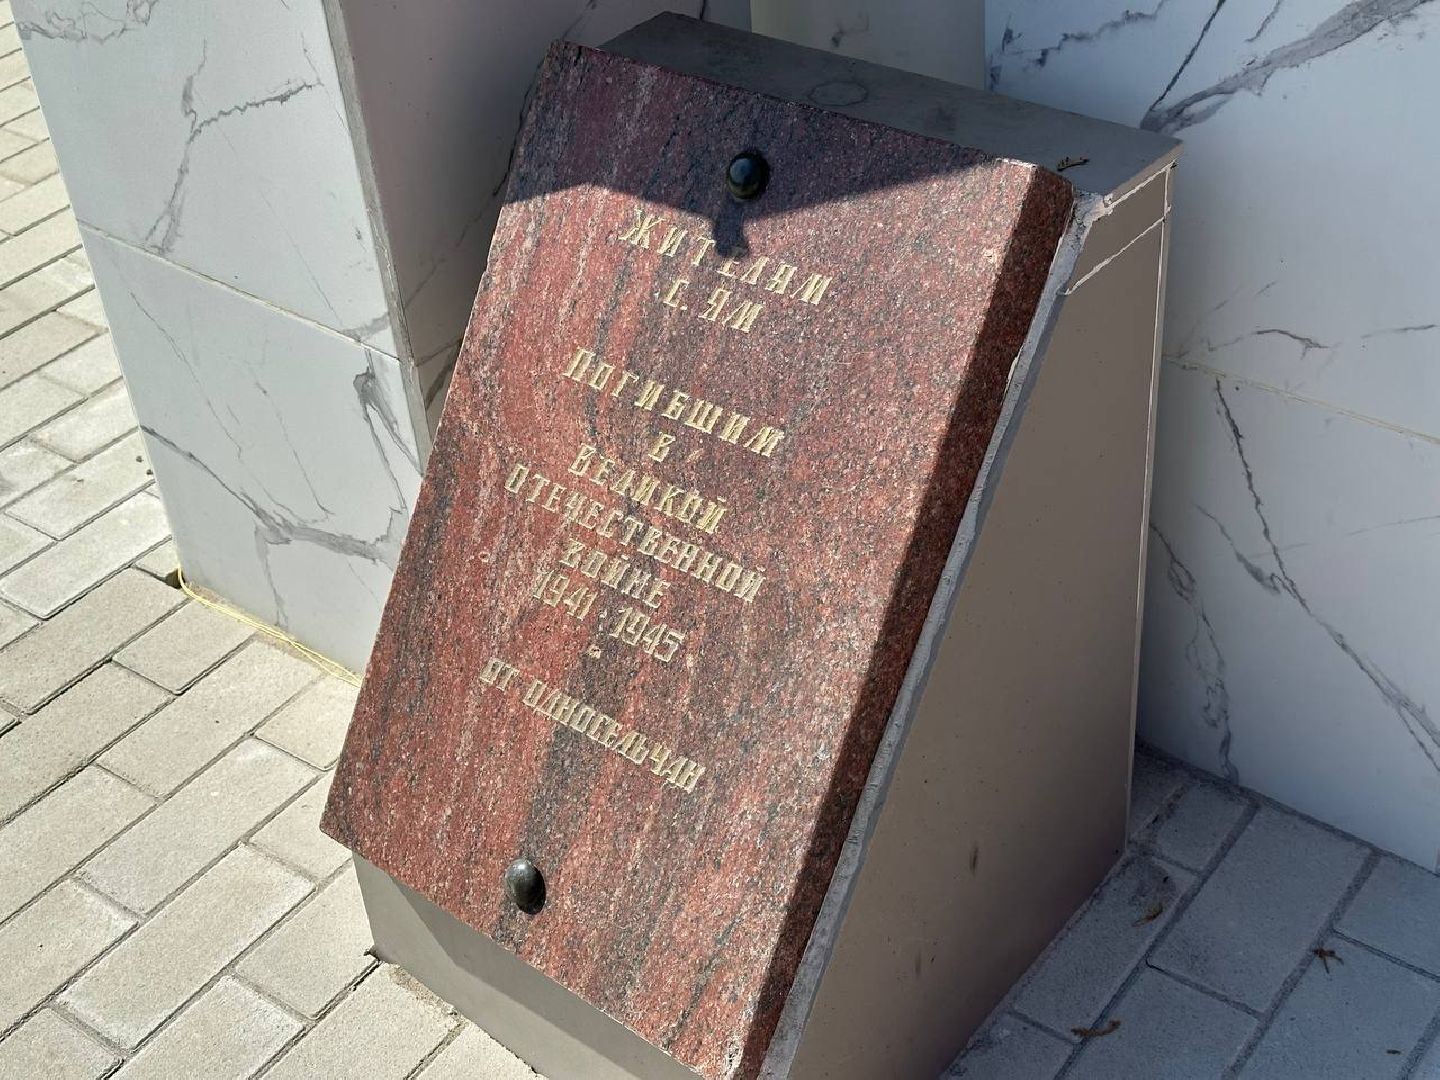 ЖИТЕЛЯМ
С. ЯМ
ПОГИБШИМ
В
ВЕЛИКОЙ
ОТЕЧЕСТВЕННОЙ
ВОЙНЕ
1941 1945
ОТ ОДНОСЕЛЬЧАН